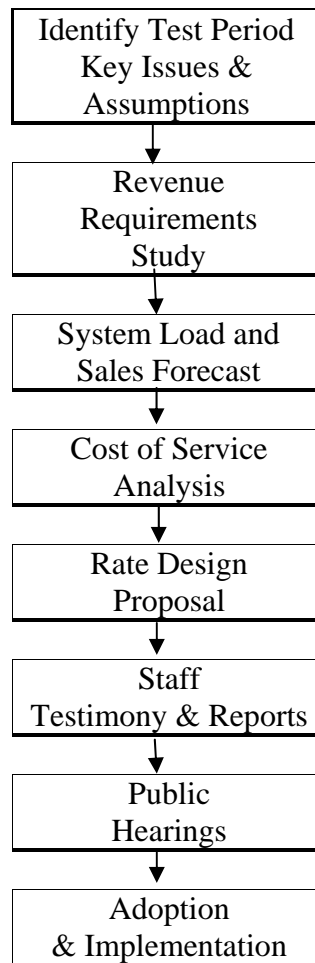 Identify Test Period
Key Issues &
Assumptions
Revenue
Requirements
Study
System Load and
Sales Forecast
Cost of Service
Analysis
Rate Design
Proposal
Staff
Testimony & Reports
Public
Hearings
Adoption
& Implementation